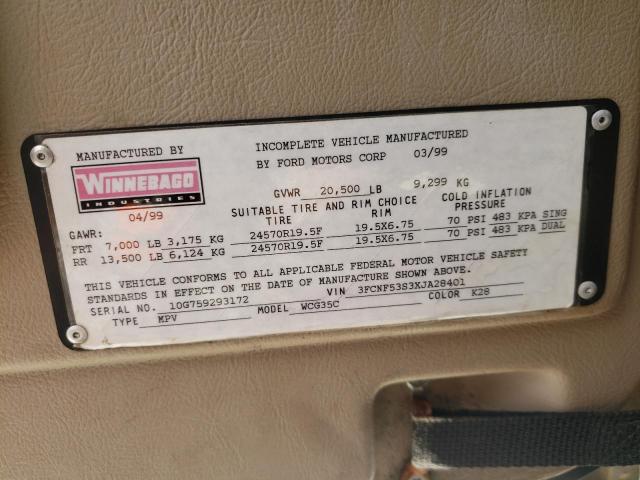 MANUFACTURED BY
WINNEBAGO
INDUSTRIES
04/99
INCOMPLETE VEHICLE MANUFACTURED
BY FORD MOTORS CORP 03/99
GVWR 20,500 LB 9,299 KG
SUITABLE TIRE AND RIM CHOICE COLD INFLATION
GAWR: TIRE RIM PRESSURE
FRT 7,000 LB 3,175 KG 24570R19.5F 19.5X6.75 70 PSI 483 KPA SING
RR 13,500 LB 6,124 KG 24570R19.5F 19.5X6.75 70 PSI 483 KPA DUAL
THIS VEHICLE CONFORMS TO ALL APPLICABLE FEDERAL MOTOR VEHICLE SAFETY
STANDARDS IN EFFECT ON THE DATE OF MANUFACTURE SHOWN ABOVE.
SERIAL NO. 10G759293172 VIN 3FCNF53S3XJA28401
TYPE MPV MODEL WCG35C COLOR K28